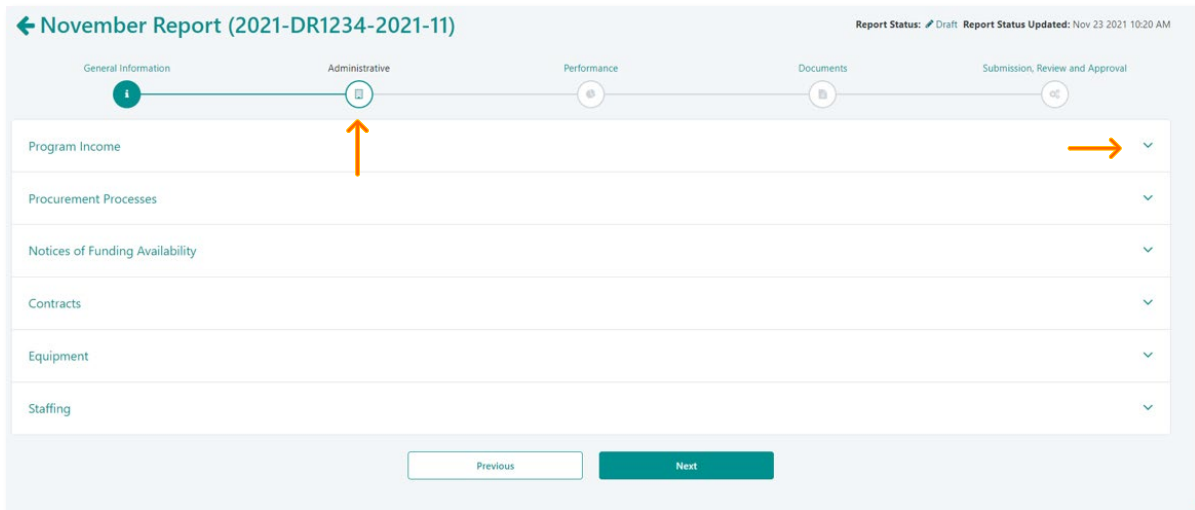 November Report (2021-DR1234-2021-11)
Report Status: Draft Report Status Updated: Nov 23 2021 10:20 AM
General Information
Administrative
Performance
Documents
Submission, Review and Approval
Program Income
Procurement Processes
Notices of Funding Availability
Contracts
Equipment
Staffing
Previous
Next